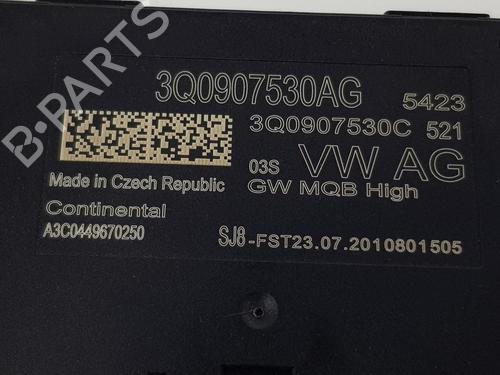 3Q0907530AG 5423
3Q0907530C 521
03S VW AG
Made in Czech Republic GW MQB High
Continental
A3C0449670250 SJ8-FST23.07.2010801505
B-PARTS